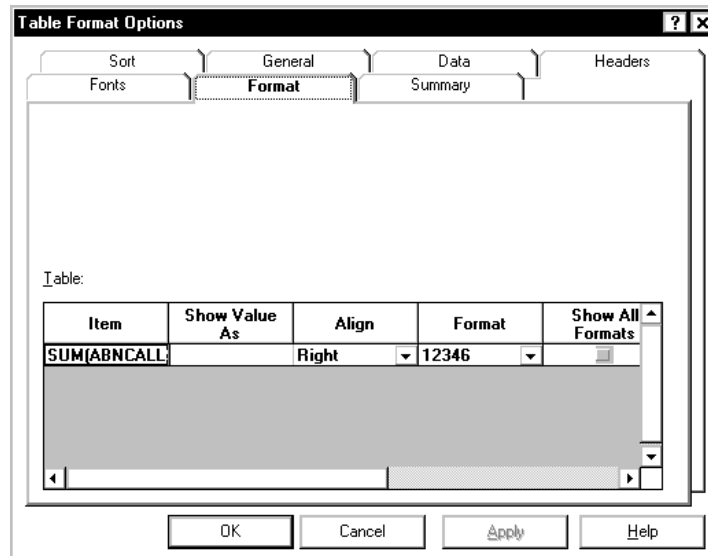 Table Format Options
Sort General Data Headers
Fonts Format Summary
Table:
Item Show Value As Align Format Show All Formats
SUM(ABNCALL Right 12346
OK Cancel Apply Help